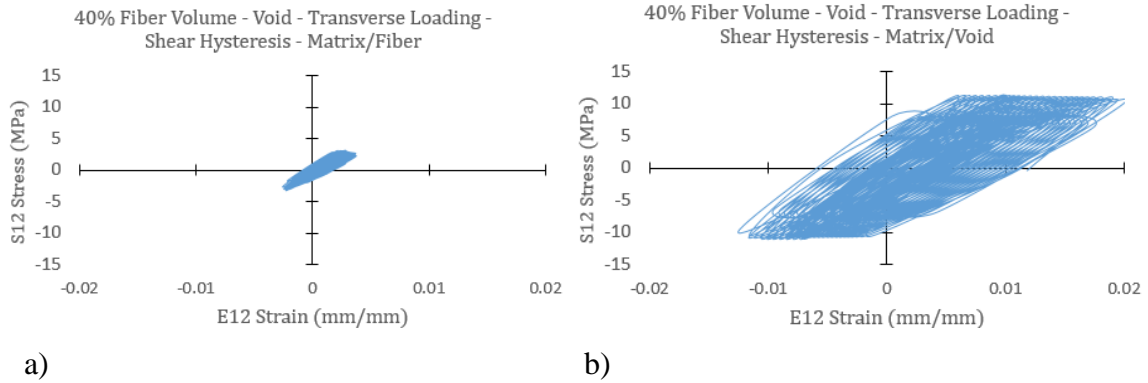 40% Fiber Volume - Void - Transverse Loading -
Shear Hysteresis - Matrix/Fiber
15
10
5
0
-5
-10
-15
-0.02
-0.01
0
0.01
0.02
S12 Stress (MPa)
E12 Strain (mm/mm)
a)
40% Fiber Volume - Void - Transverse Loading -
Shear Hysteresis - Matrix/Void
15
10
5
0
-5
-10
-15
-0.02
-0.01
0
0.01
0.02
S12 Stress (MPa)
E12 Strain (mm/mm)
b)